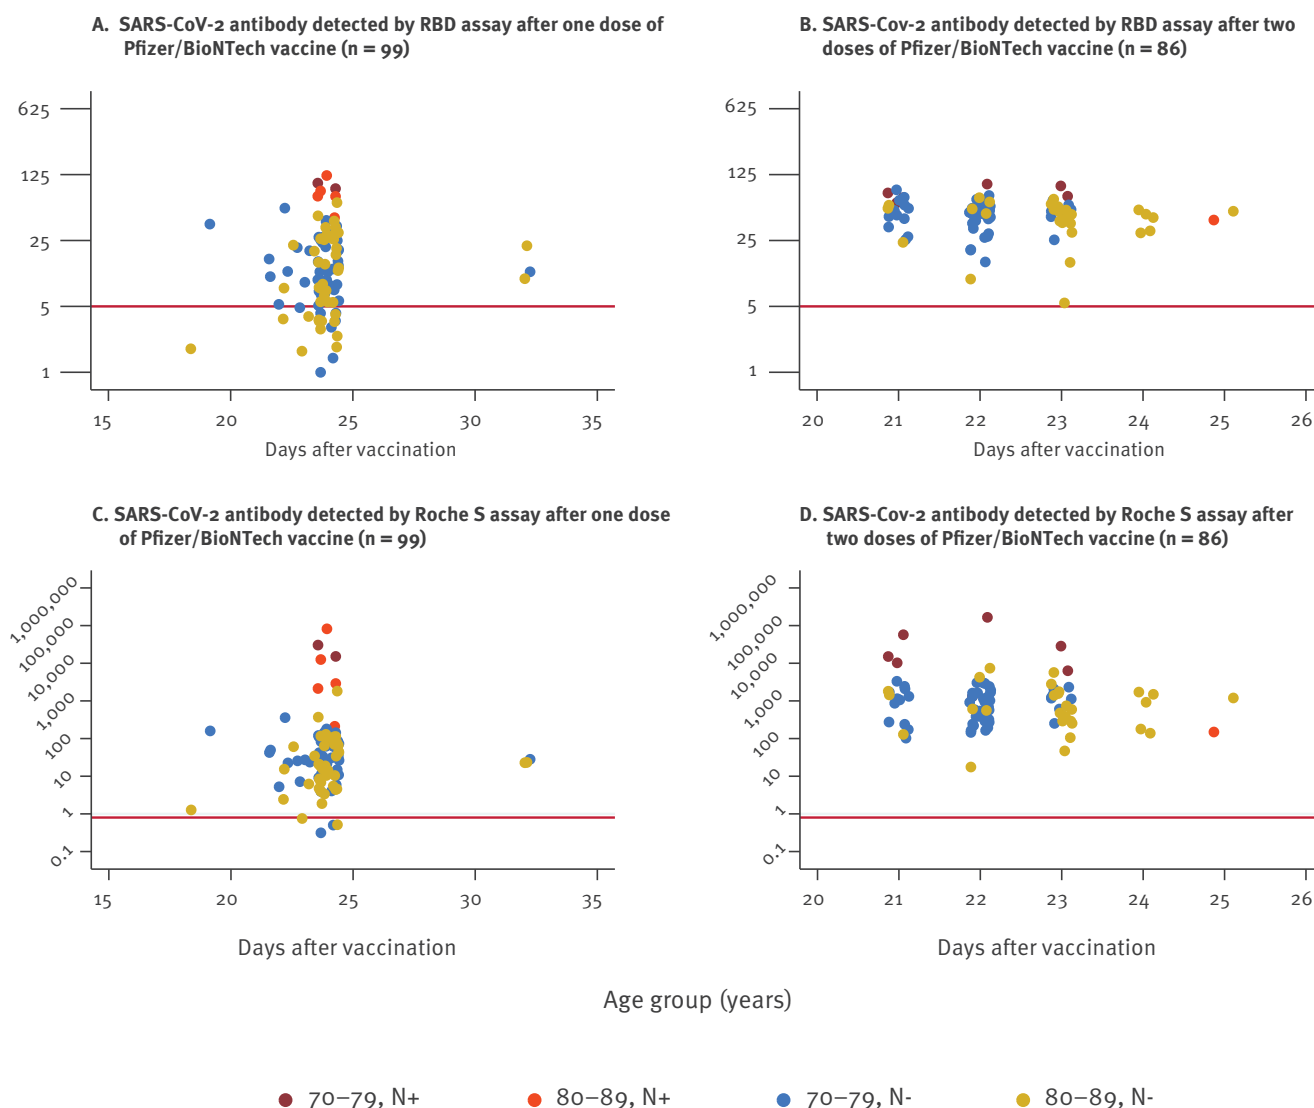 A. SARS-CoV-2 antibody detected by RBD assay after one dose of
Pfizer/BioNTech vaccine (n = 99)
625
125
25
5
1
15 20 25 30 35
Days after vaccination
B. SARS-Cov-2 antibody detected by RBD assay after two
doses of Pfizer/BioNTech vaccine (n = 86)
625
125
25
5
1
20 21 22 23 24 25 26
Days after vaccination
C. SARS-CoV-2 antibody detected by Roche S assay after one dose
of Pfizer/BioNTech vaccine (n = 99)
1,000,000
100,000
10,000
1,000
100
10
1
0.1
15 20 25 30 35
Days after vaccination
D. SARS-Cov-2 antibody detected by Roche S assay after
two doses of Pfizer/BioNTech vaccine (n = 86)
1,000,000
100,000
10,000
1,000
100
10
1
0.1
20 21 22 23 24 25 26
Days after vaccination
Age group (years)
70–79, N+ 80–89, N+ 70–79, N- 80–89, N-